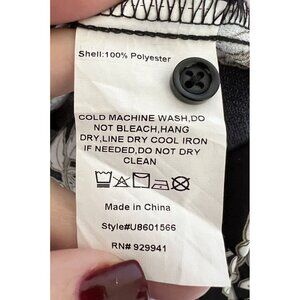 Shell:100% Polyester
COLD MACHINE WASH,DO
NOT BLEACH,HANG
DRY,LINE DRY COOL IRON
IF NEEDED,DO NOT DRY
CLEAN
Made in China
Style#U8601566
RN# 929941